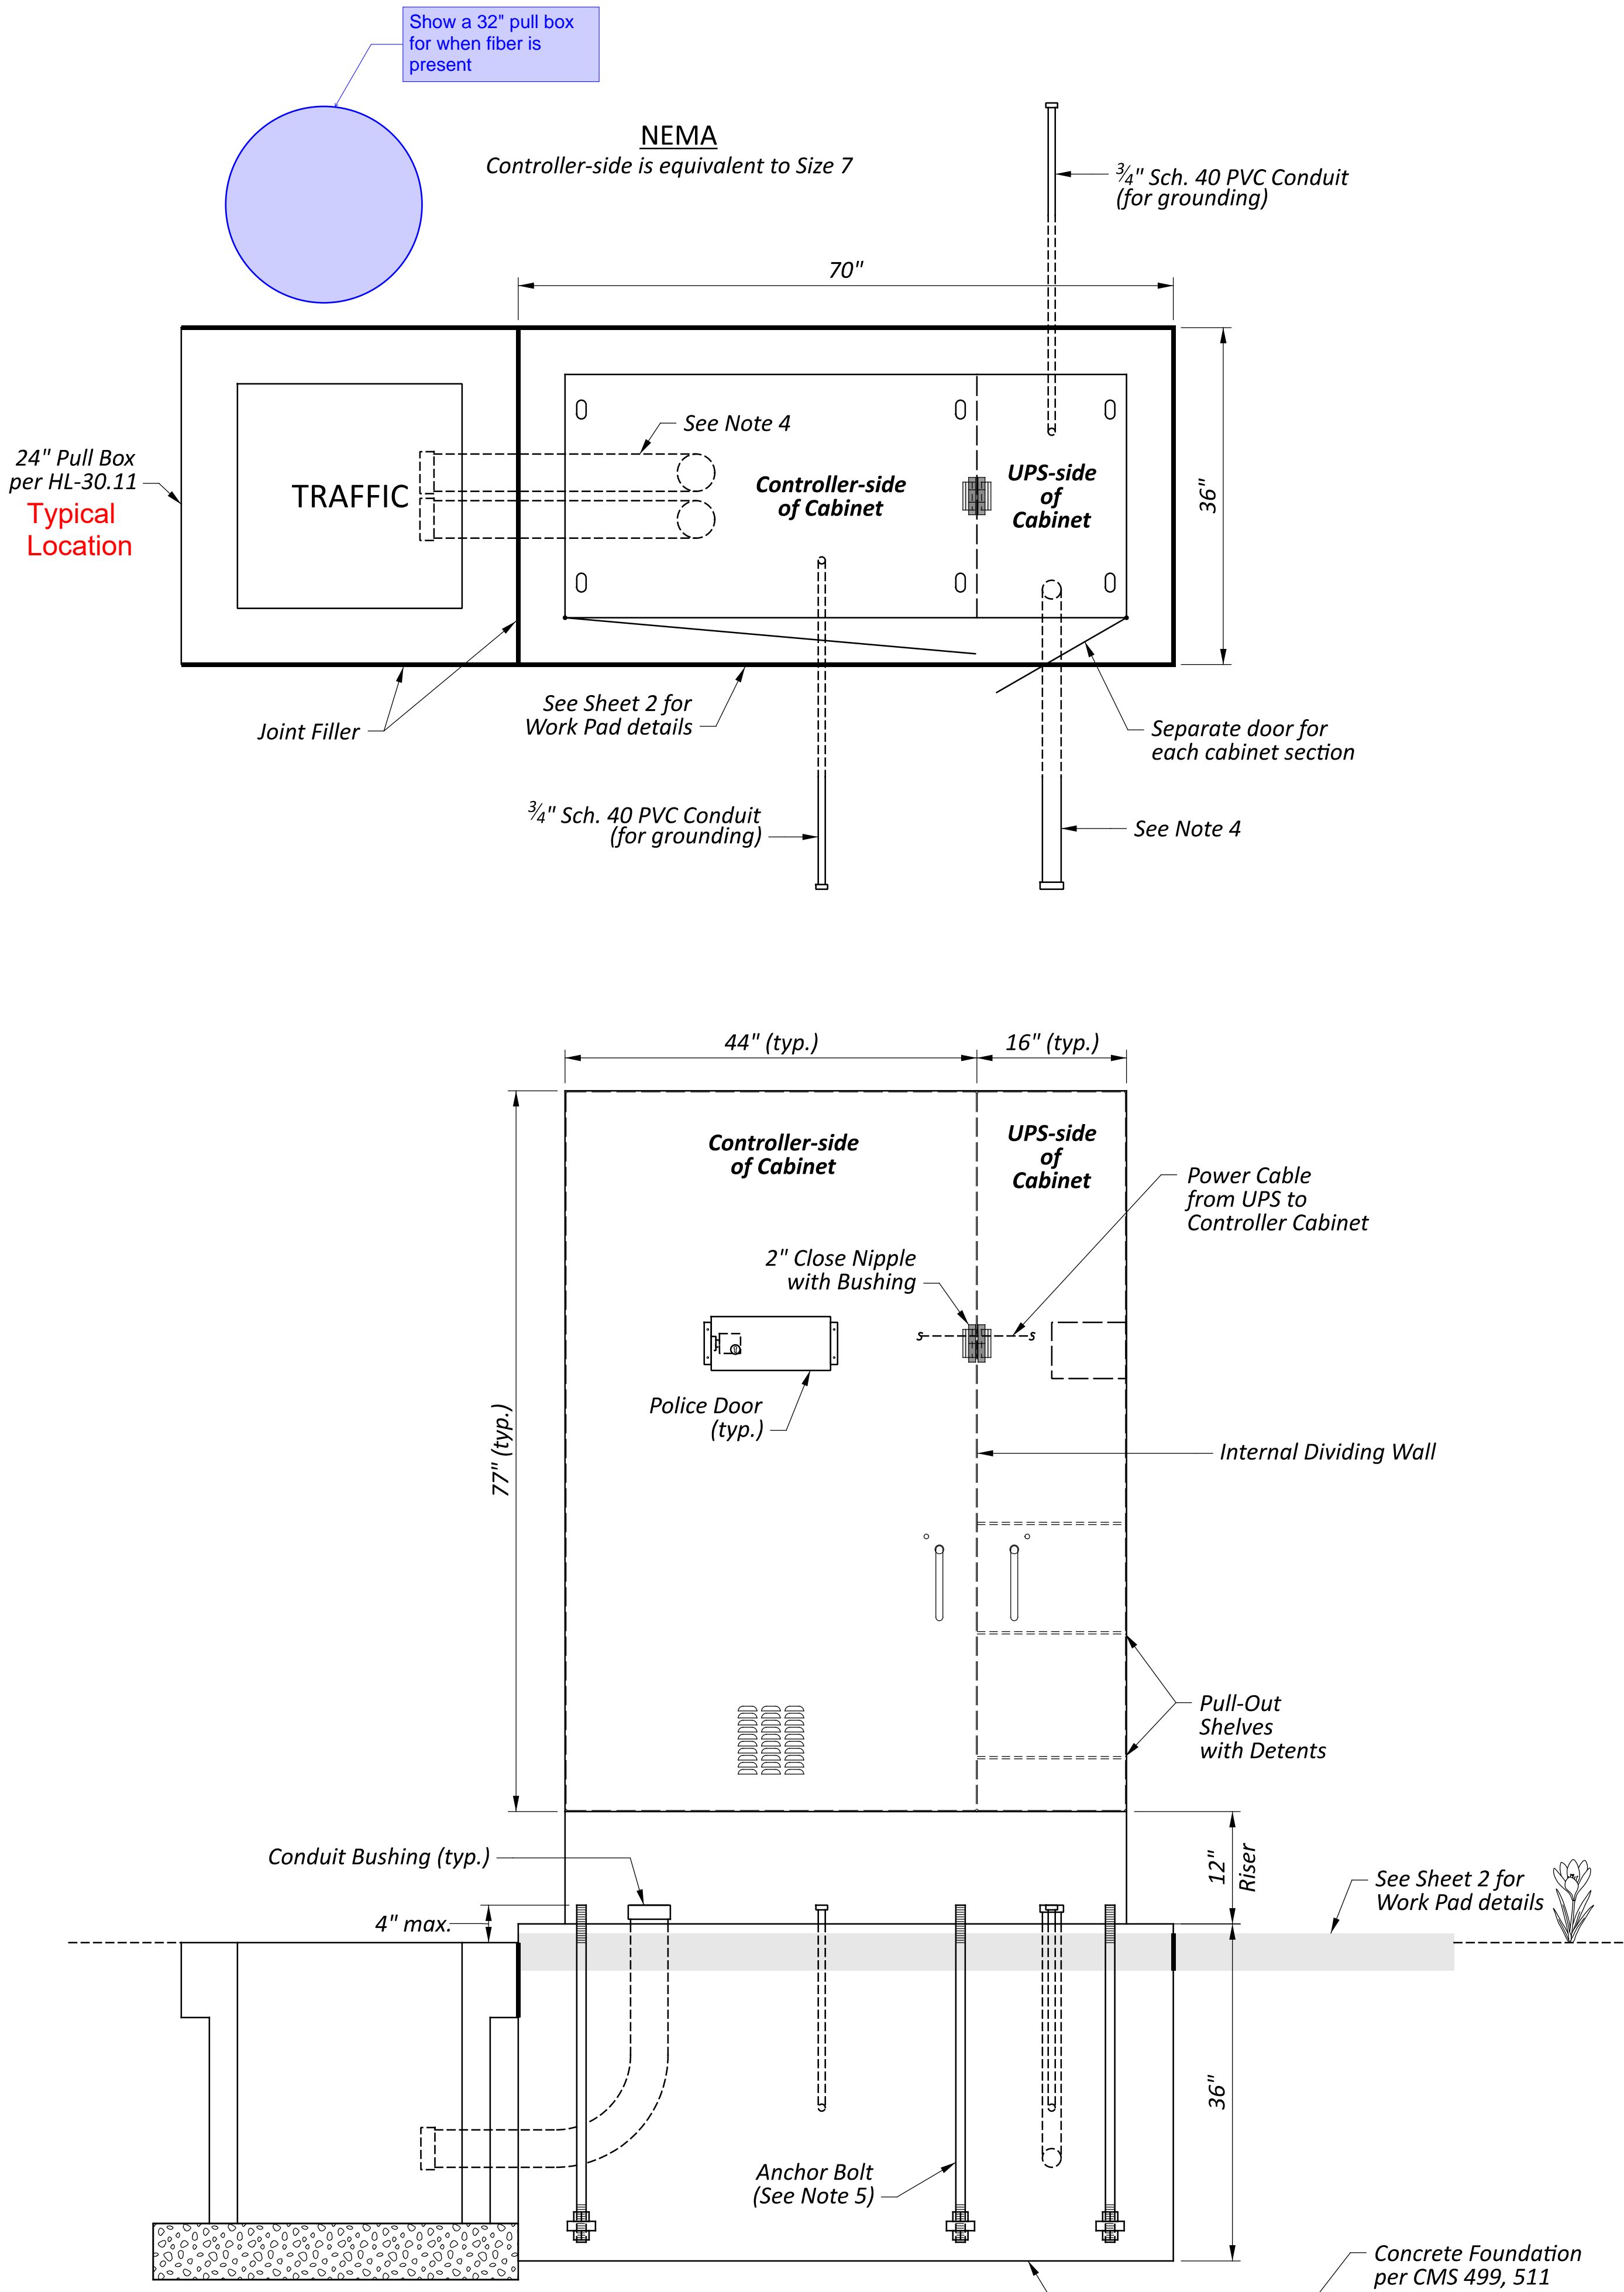 Show a 32" pull box
for when fiber is
present
NEMA
Controller-side is equivalent to Size 7
¾" Sch. 40 PVC Conduit
(for grounding)
70"
See Note 4
24" Pull Box
per HL-30.11
Typical
Location
TRAFFIC
Controller-side
of Cabinet
UPS-side
of
Cabinet
36"
Joint Filler
See Sheet 2 for
Work Pad details
Separate door for
each cabinet section
¾" Sch. 40 PVC Conduit
(for grounding)
See Note 4
44" (typ.)
16" (typ.)
Controller-side
of Cabinet
UPS-side
of
Cabinet
Power Cable
from UPS to
Controller Cabinet
2" Close Nipple
with Bushing
s
s
Police Door
(typ.)
77" (typ.)
Internal Dividing Wall
Pull-Out
Shelves
with Detents
Conduit Bushing (typ.)
12"
Riser
See Sheet 2 for
Work Pad details
4" max.
36"
Anchor Bolt
(See Note 5)
Concrete Foundation
per CMS 499, 511